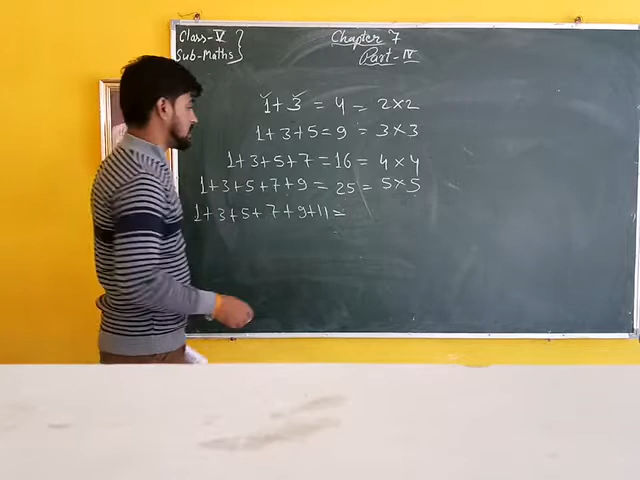 Class-V
Sub-Maths
Chapter 7
Part-IV
1+3 = 4 = 2×2
1+3+5=9 = 3×3
1+3+5+7=16= 4×4
1+3+5+7+9=25=5×5
1+3+5+7+9+11=